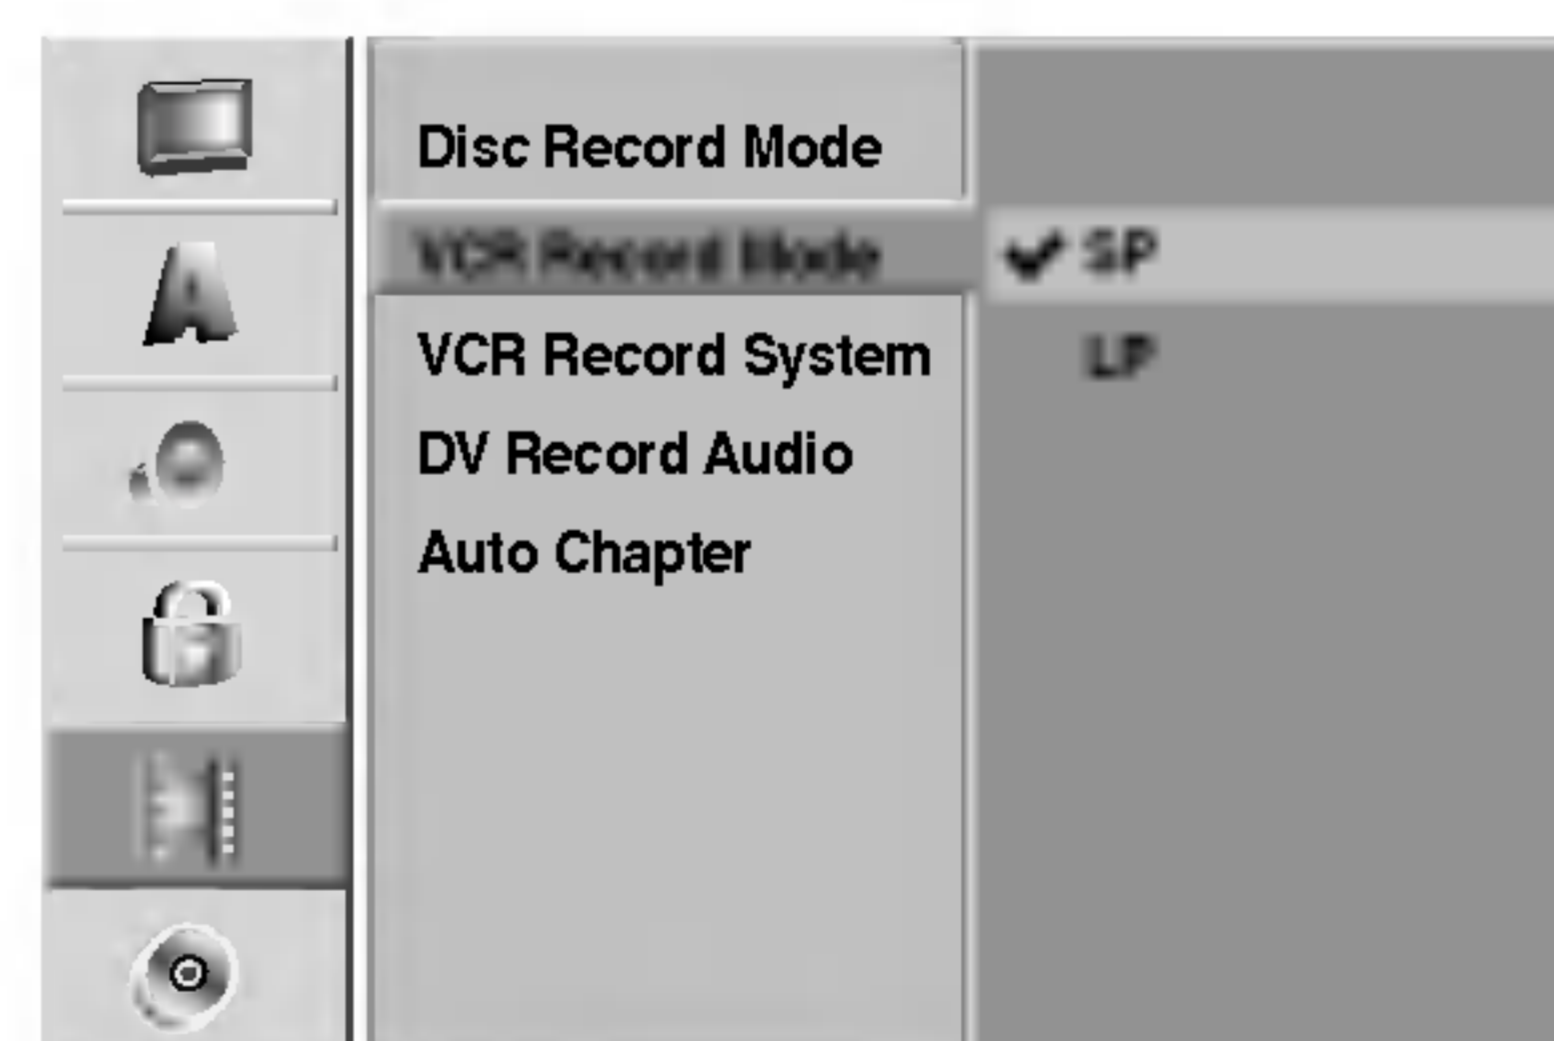 Disc Record Mode
VCR Record Mode
✔ SP
VCR Record System
LP
DV Record Audio
Auto Chapter